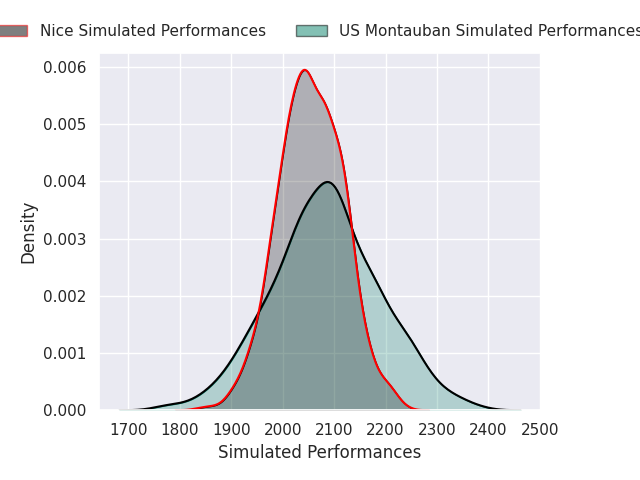 Nice Simulated Performances
US Montauban Simulated Performances
0.006
0.005
0.004
0.003
0.002
0.001
0.000
Density
1700 1800 1900 2000 2100 2200 2300 2400 2500
Simulated Performances